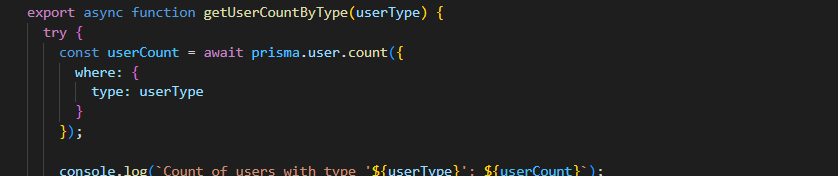 export async function getUserCountByType(userType) {
try {
const userCount = await prisma.user.count({
where: {
type: userType
}
});
console.log(`Count of users with type '${userType}': ${userCount}`);